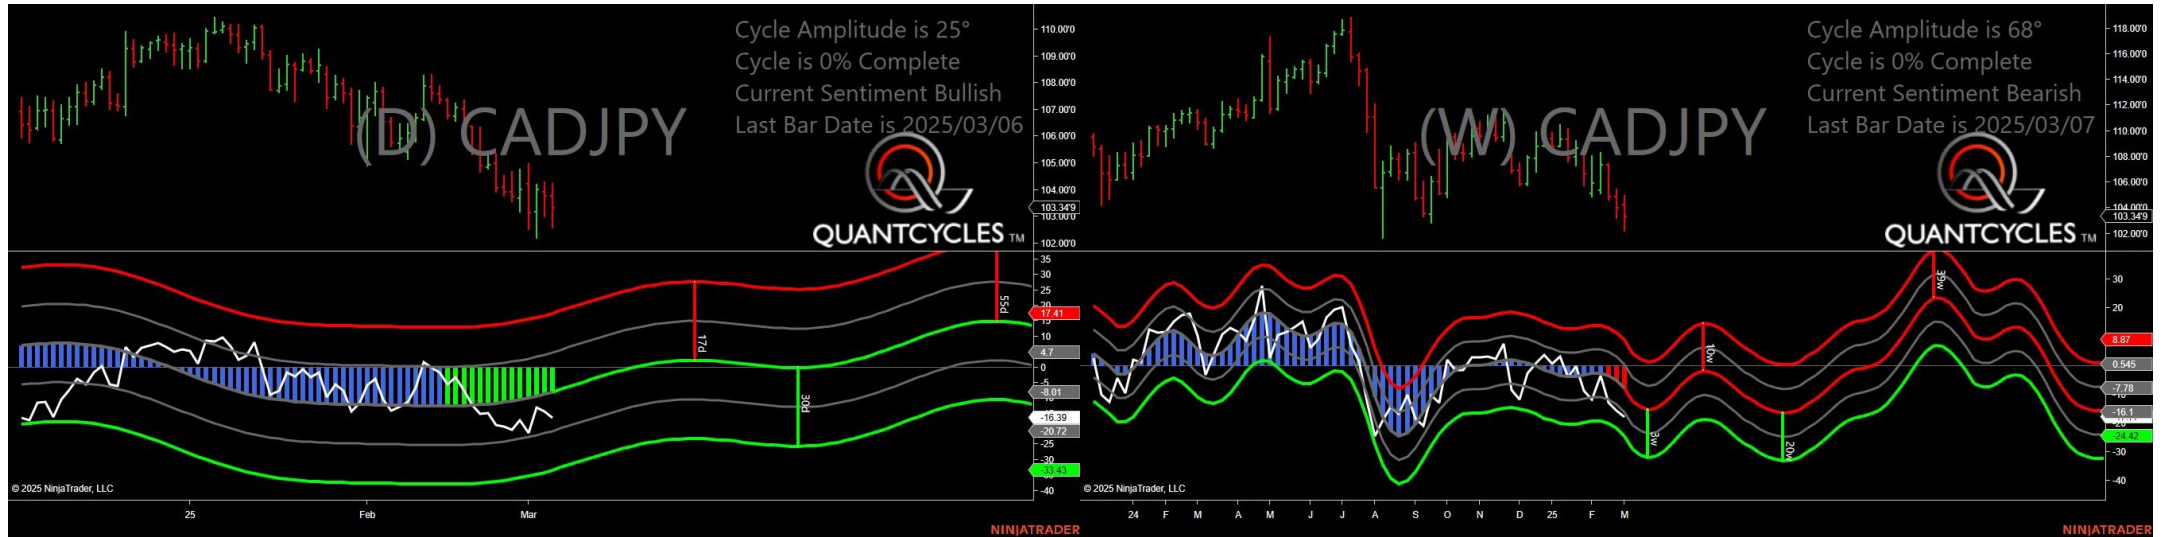 Cycle Amplitude is 25°
Cycle is 0% Complete
Current Sentiment Bullish
Last Bar Date is 2025/03/06
(D) CADJPY
QUANTCYCLES TM
110.00'0
109.00'0
108.00'0
107.00'0
106.00'0
105.00'0
104.00'0
103.34'9
103.00'0
102.00'0
35
30
25
17.41
15
10
4.7
0
-5
-8.01
-16.39
-20.72
-25
-30
-33.43
-40
17d
30d
55d
© 2025 NinjaTrader, LLC
25 Feb Mar
NINJATRADER
Cycle Amplitude is 68°
Cycle is 0% Complete
Current Sentiment Bearish
Last Bar Date is 2025/03/07
(W) CADJPY
QUANTCYCLES TM
118.00'0
116.00'0
114.00'0
112.00'0
110.00'0
108.00'0
106.00'0
104.00'0
103.34'9
102.00'0
30
20
8.87
0.545
-7.78
-16.1
-24.42
-30
-40
8w
10w
20w
39w
© 2025 NinjaTrader, LLC
24 F M A M J J A S O N D 25 F M
NINJATRADER